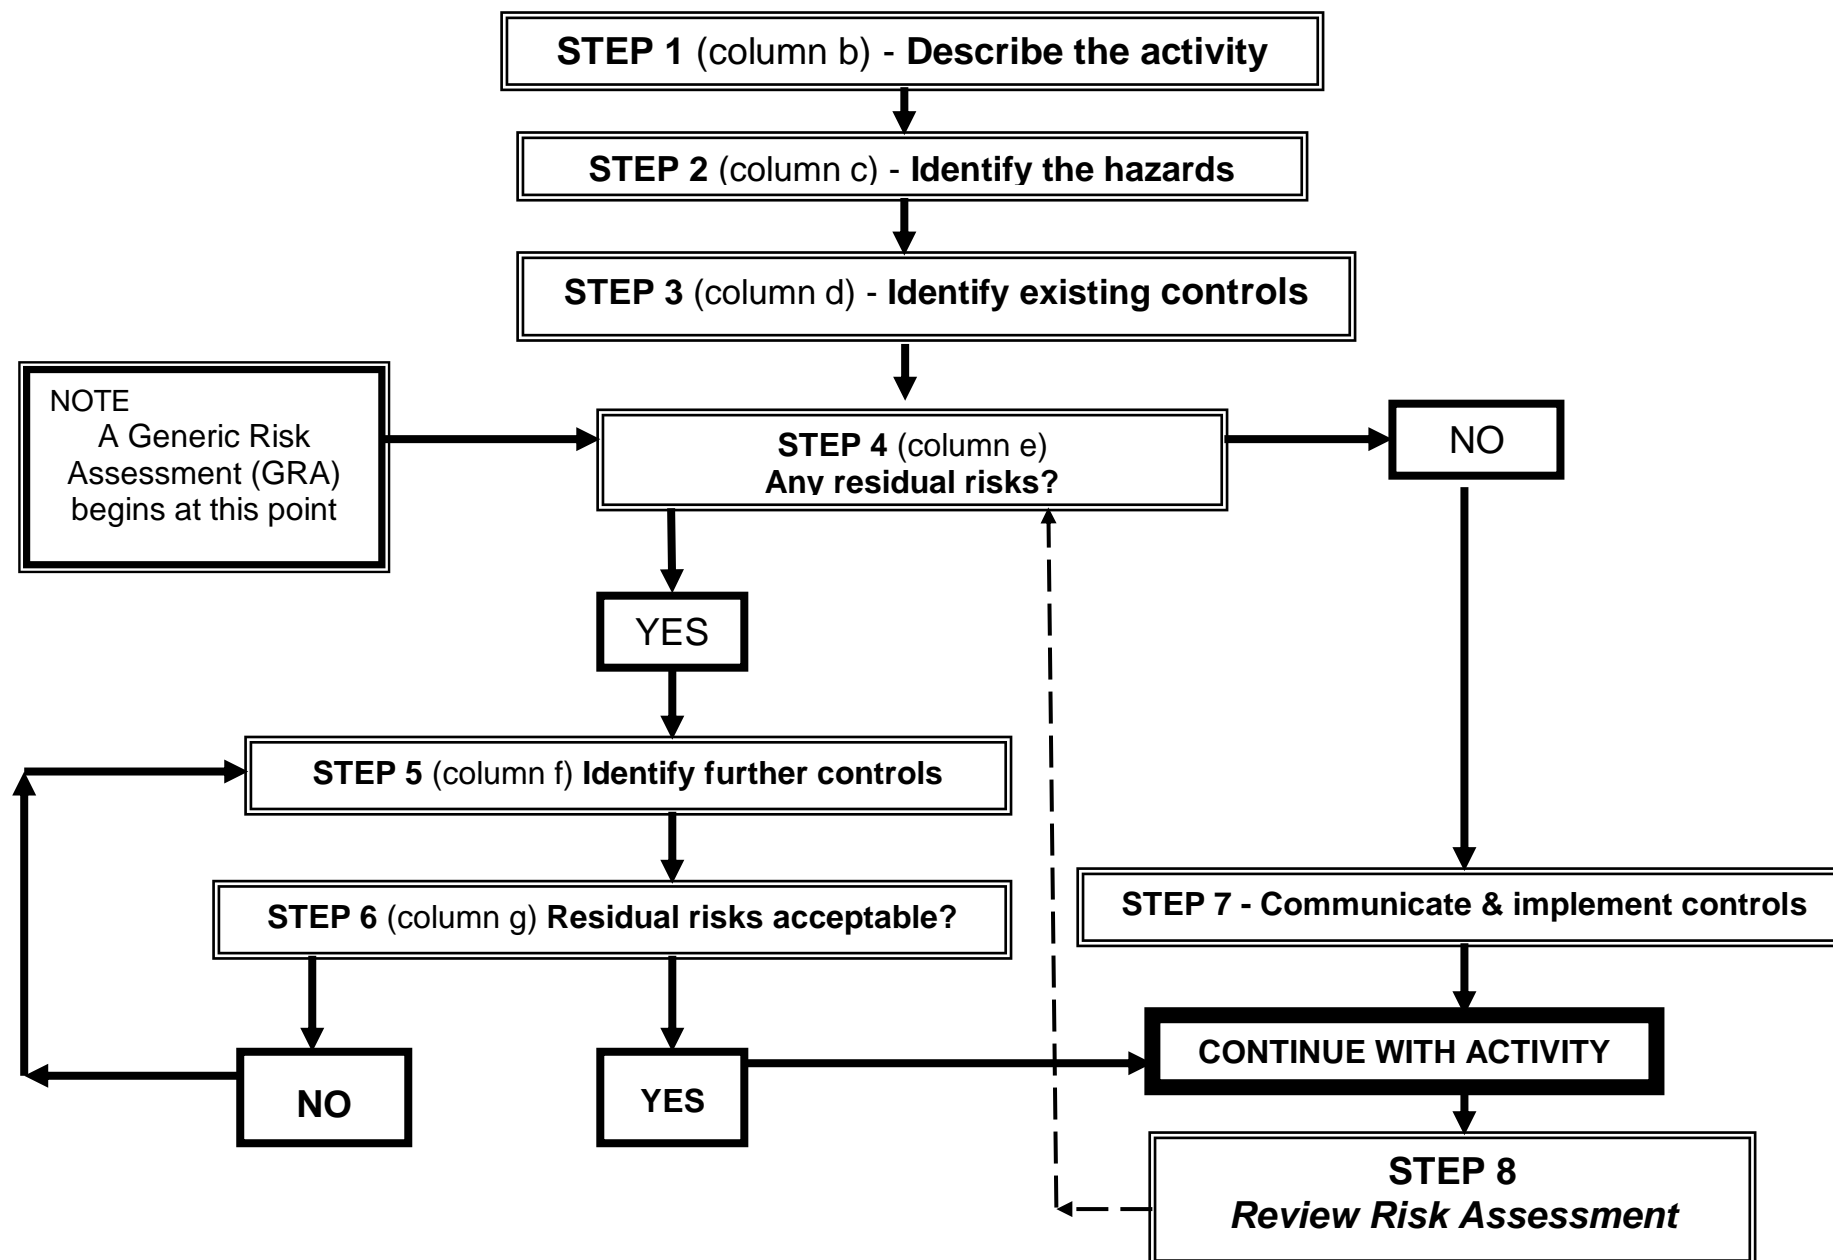 STEP 1 (column b) - Describe the activity
STEP 2 (column c) - Identify the hazards
STEP 3 (column d) - Identify existing controls
NOTE
A Generic Risk
Assessment (GRA)
begins at this point
STEP 4 (column e)
Any residual risks?
NO
YES
STEP 5 (column f) Identify further controls
STEP 6 (column g) Residual risks acceptable?
STEP 7 - Communicate & implement controls
NO
YES
CONTINUE WITH ACTIVITY
STEP 8
Review Risk Assessment